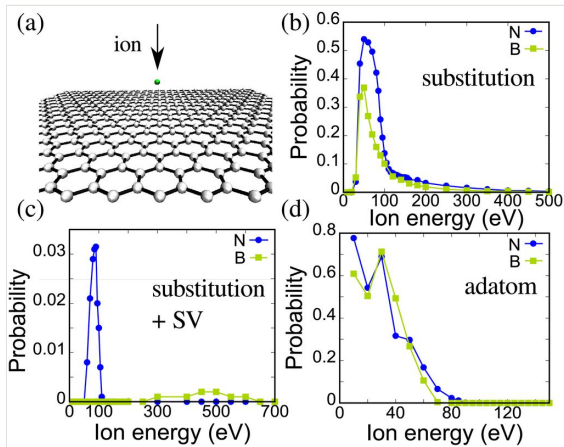 (a)
ion
(b)
N
B
substitution
Probability
0.6
0.5
0.4
0.3
0.2
0.1
0
0 100 200 300 400 500
Ion energy (eV)
(c)
N
B
substitution
+ SV
Probability
0.03
0.02
0.01
0
0 100 300 500 700
Ion energy (eV)
(d)
N
B
adatom
Probability
0.8
0.6
0.4
0.2
0
0 40 80 120
Ion energy (eV)